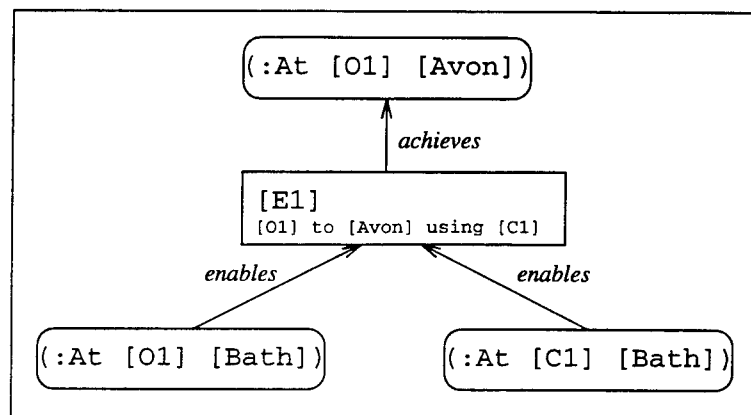 (:At [O1] [Avon])
achieves
[E1]
[O1] to [Avon] using [C1]
enables
enables
(:At [O1] [Bath])
(:At [C1] [Bath])